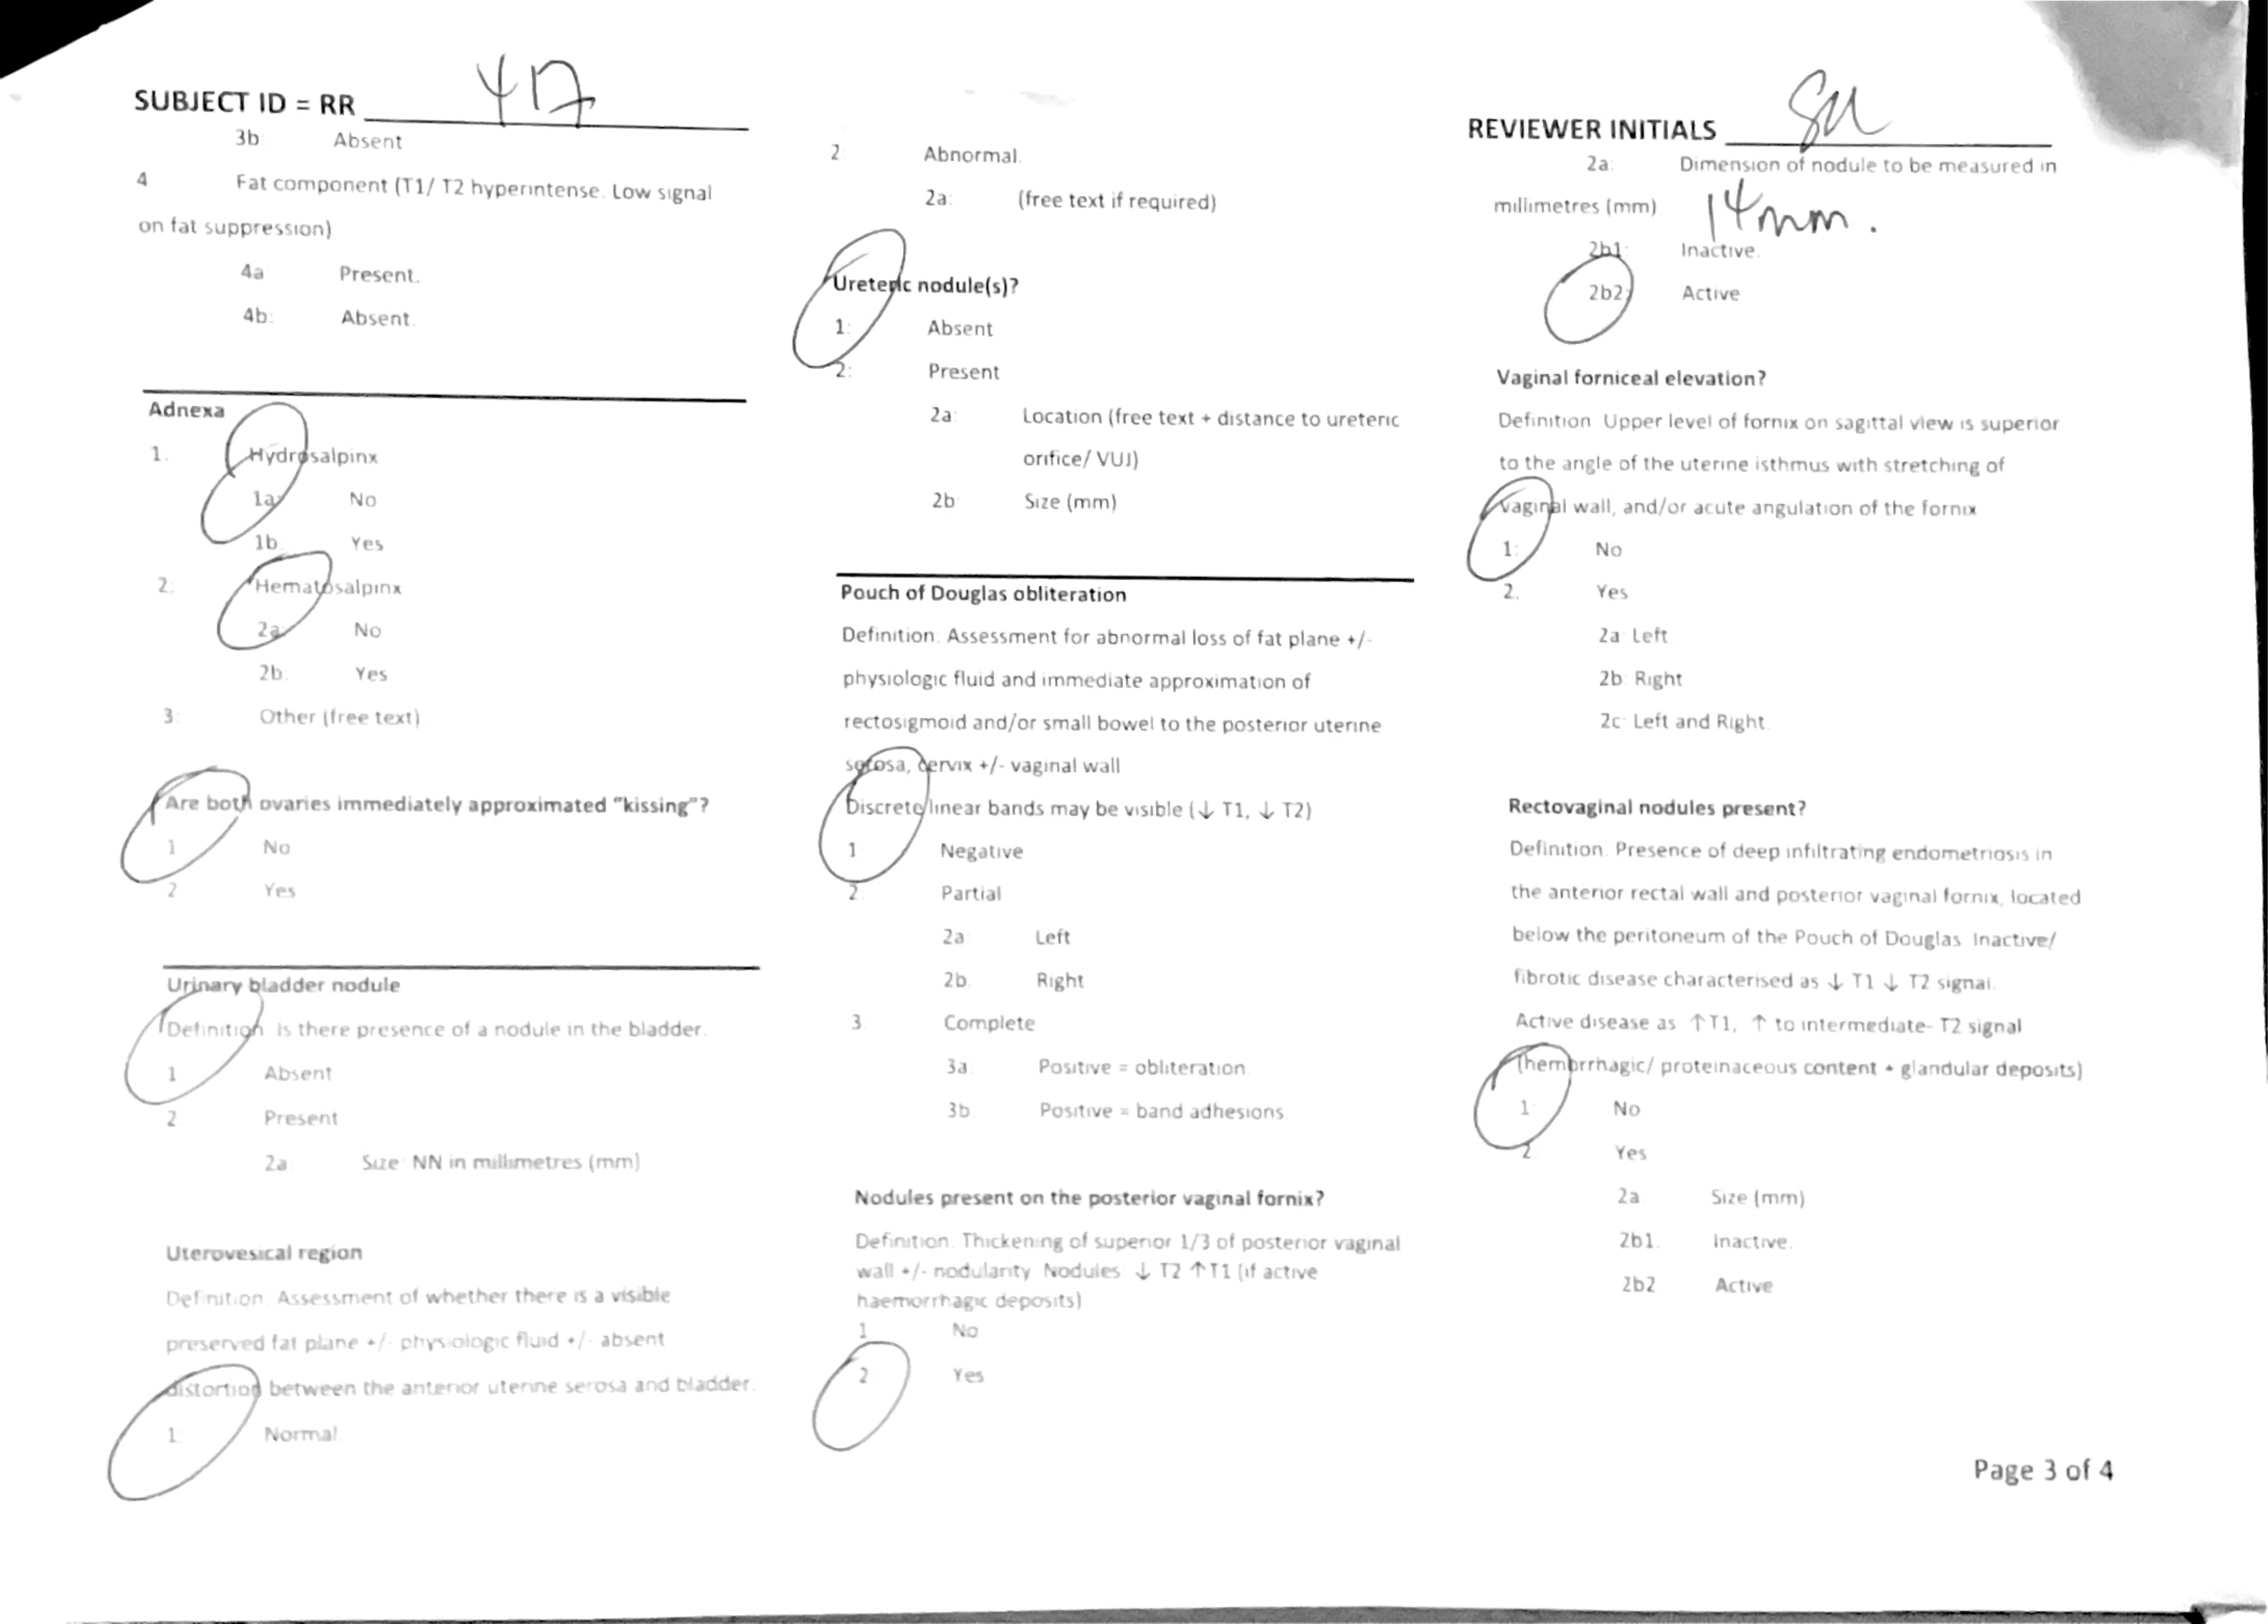 SUBJECT ID = RR 417
3b: Absent
4 Fat component (T1/ T2 hyperintense. Low signal
on fat suppression)
4a Present.
4b: Absent.
Adnexa
1. Hydrosalpinx
1a: No
1b. Yes
2: Hematosalpinx
2a: No
2b: Yes
3: Other (free text)
Are both ovaries immediately approximated "kissing"?
1 No
2 Yes
Urinary bladder nodule
Definition Is there presence of a nodule in the bladder.
1 Absent
2 Present
2a. Size: NN in millimetres (mm)
Uterovesical region
Definition: Assessment of whether there is a visible
preserved fat plane +/- physiologic fluid +/- absent
distortion between the anterior uterine serosa and bladder.
1: Normal
2: Abnormal.
2a: (free text if required)
Ureteric nodule(s)?
1: Absent
2: Present
2a: Location (free text + distance to ureteric
orifice/ VUJ)
2b Size (mm)
Pouch of Douglas obliteration
Definition: Assessment for abnormal loss of fat plane +/-
physiologic fluid and immediate approximation of
rectosigmoid and/or small bowel to the posterior uterine
serosa, cervix +/- vaginal wall
Discrete linear bands may be visible (↓ T1, ↓ T2)
1 Negative
2. Partial
2a Left
2b. Right
3. Complete
3a: Positive = obliteration.
3b Positive = band adhesions
Nodules present on the posterior vaginal fornix?
Definition. Thickening of superior 1/3 of posterior vaginal
wall +/- nodularity Nodules ↓ T2 ↑T1 (if active
haemorrhagic deposits)
1 No
2 Yes
REVIEWER INITIALS
2a: Dimension of nodule to be measured in
millimetres (mm) 14mm.
2b1: Inactive.
2b2: Active
Vaginal forniceal elevation?
Definition Upper level of fornix on sagittal view is superior
to the angle of the uterine isthmus with stretching of
vaginal wall, and/or acute angulation of the fornix
1: No
2. Yes
2a Left
2b Right
2c Left and Right
Rectovaginal nodules present?
Definition. Presence of deep infiltrating endometriosis in
the anterior rectal wall and posterior vaginal fornix, located
below the peritoneum of the Pouch of Douglas Inactive/
fibrotic disease characterised as ↓ T1 ↓ T2 signal.
Active disease as ↑T1, ↑ to intermediate- T2 signal
(hemorrhagic/ proteinaceous content + glandular deposits)
1 No
2 Yes
2a Size (mm)
2b1. Inactive.
2b2 Active
Page 3 of 4